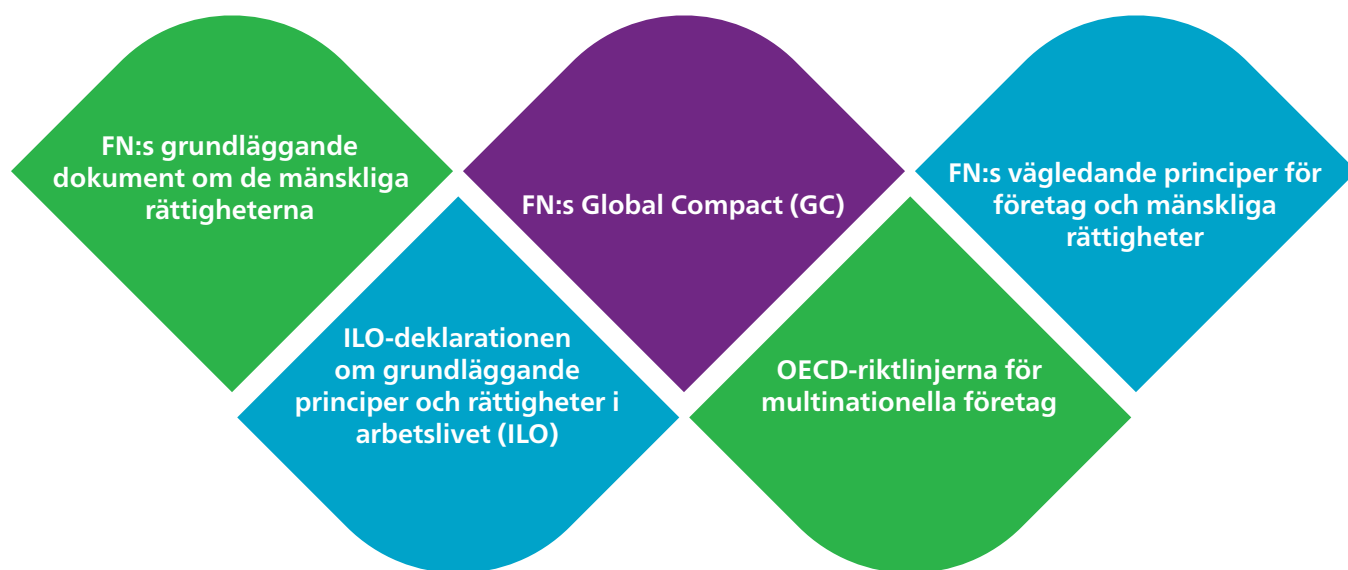 FN:s grundläggande
dokument om de mänskliga
rättigheterna
ILO-deklarationen
om grundläggande
principer och rättigheter i
arbetslivet (ILO)
FN:s Global Compact (GC)
OECD-riktlinjerna för
multinationella företag
FN:s vägledande principer för
företag och mänskliga
rättigheter